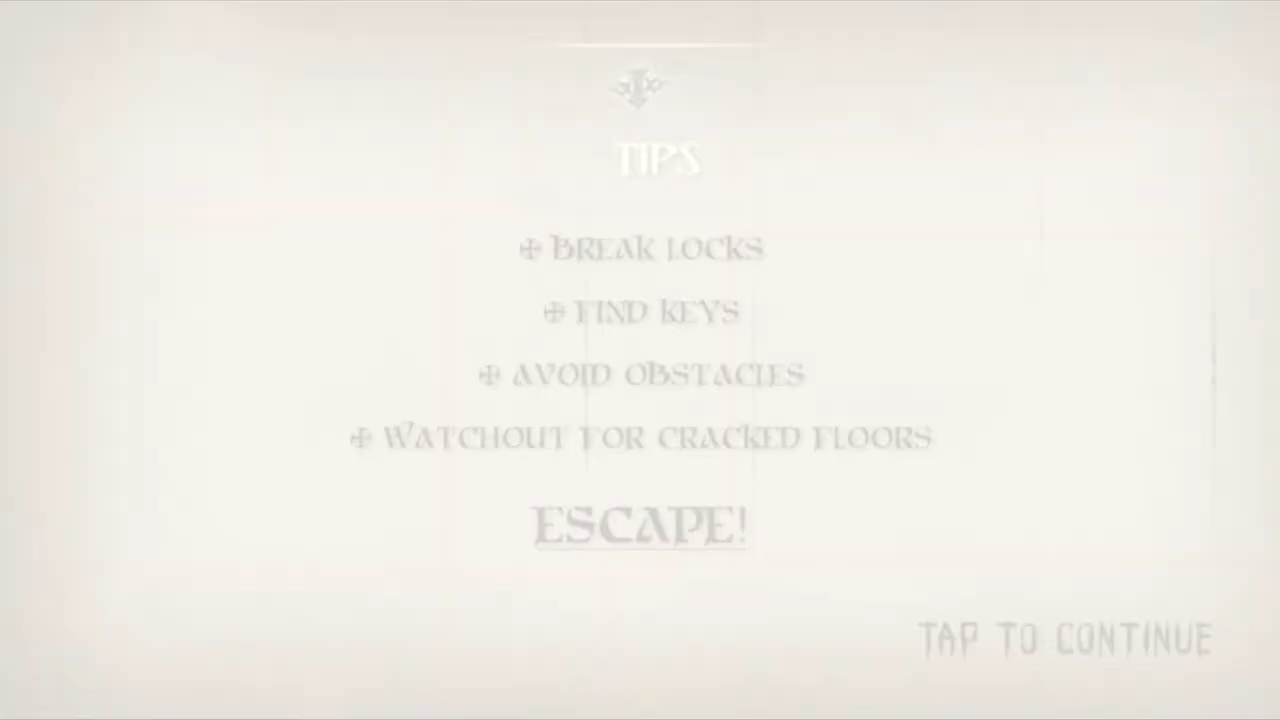 TIPS
✠ BREAK LOCKS
✠ FIND KEYS
✠ AVOID OBSTACLES
✠ WATCHOUT FOR CRACKED FLOORS
ESCAPE!
TAP TO CONTINUE